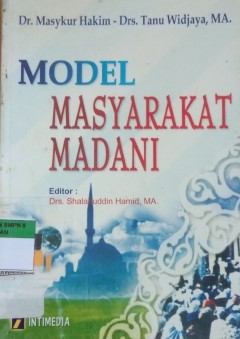 Dr. Masykur Hakim - Drs. Tanu Widjaya, MA.
MODEL
MASYARAKAT
MADANI
Editor :
Drs. Shalahuddin Hamid, MA.
INTIMEDIA